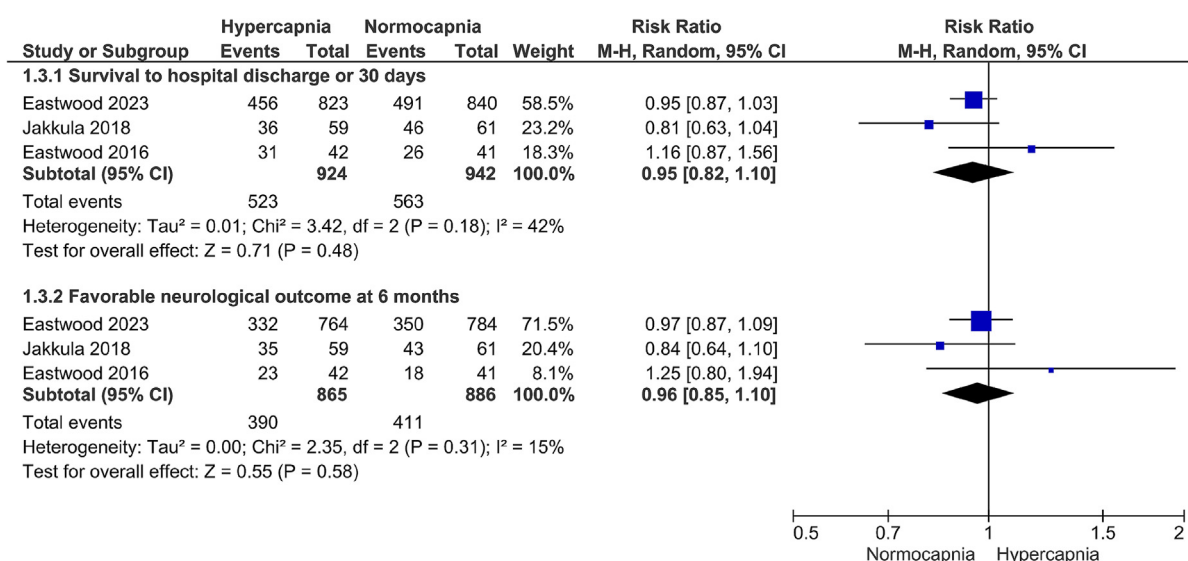 Hypercapnia Normocapnia Risk Ratio Risk Ratio
Study or Subgroup Events Total Events Total Weight M-H, Random, 95% CI M-H, Random, 95% CI
1.3.1 Survival to hospital discharge or 30 days
Eastwood 2023 456 823 491 840 58.5% 0.95 [0.87, 1.03]
Jakkula 2018 36 59 46 61 23.2% 0.81 [0.63, 1.04]
Eastwood 2016 31 42 26 41 18.3% 1.16 [0.87, 1.56]
Subtotal (95% CI) 924 942 100.0% 0.95 [0.82, 1.10]
Total events 523 563
Heterogeneity: Tau² = 0.01; Chi² = 3.42, df = 2 (P = 0.18); I² = 42%
Test for overall effect: Z = 0.71 (P = 0.48)
1.3.2 Favorable neurological outcome at 6 months
Eastwood 2023 332 764 350 784 71.5% 0.97 [0.87, 1.09]
Jakkula 2018 35 59 43 61 20.4% 0.84 [0.64, 1.10]
Eastwood 2016 23 42 18 41 8.1% 1.25 [0.80, 1.94]
Subtotal (95% CI) 865 886 100.0% 0.96 [0.85, 1.10]
Total events 390 411
Heterogeneity: Tau² = 0.00; Chi² = 2.35, df = 2 (P = 0.31); I² = 15%
Test for overall effect: Z = 0.55 (P = 0.58)
0.5 0.7 1 1.5 2
Normocapnia Hypercapnia